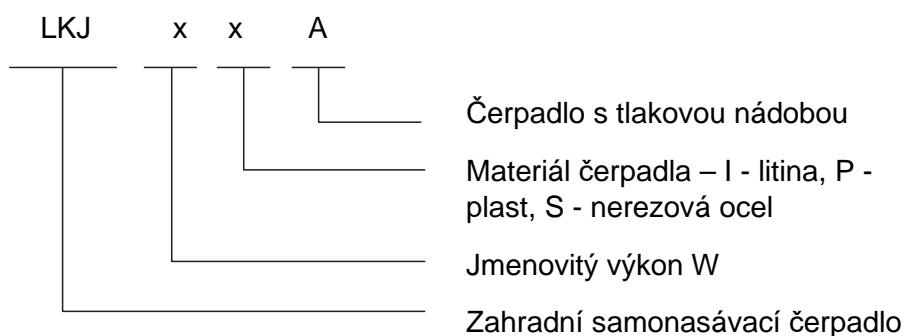 LKJ x x A
Čerpadlo s tlakovou nádobou
Materiál čerpadla – I - litina, P -
plast, S - nerezová ocel
Jmenovitý výkon W
Zahradní samonasávací čerpadlo